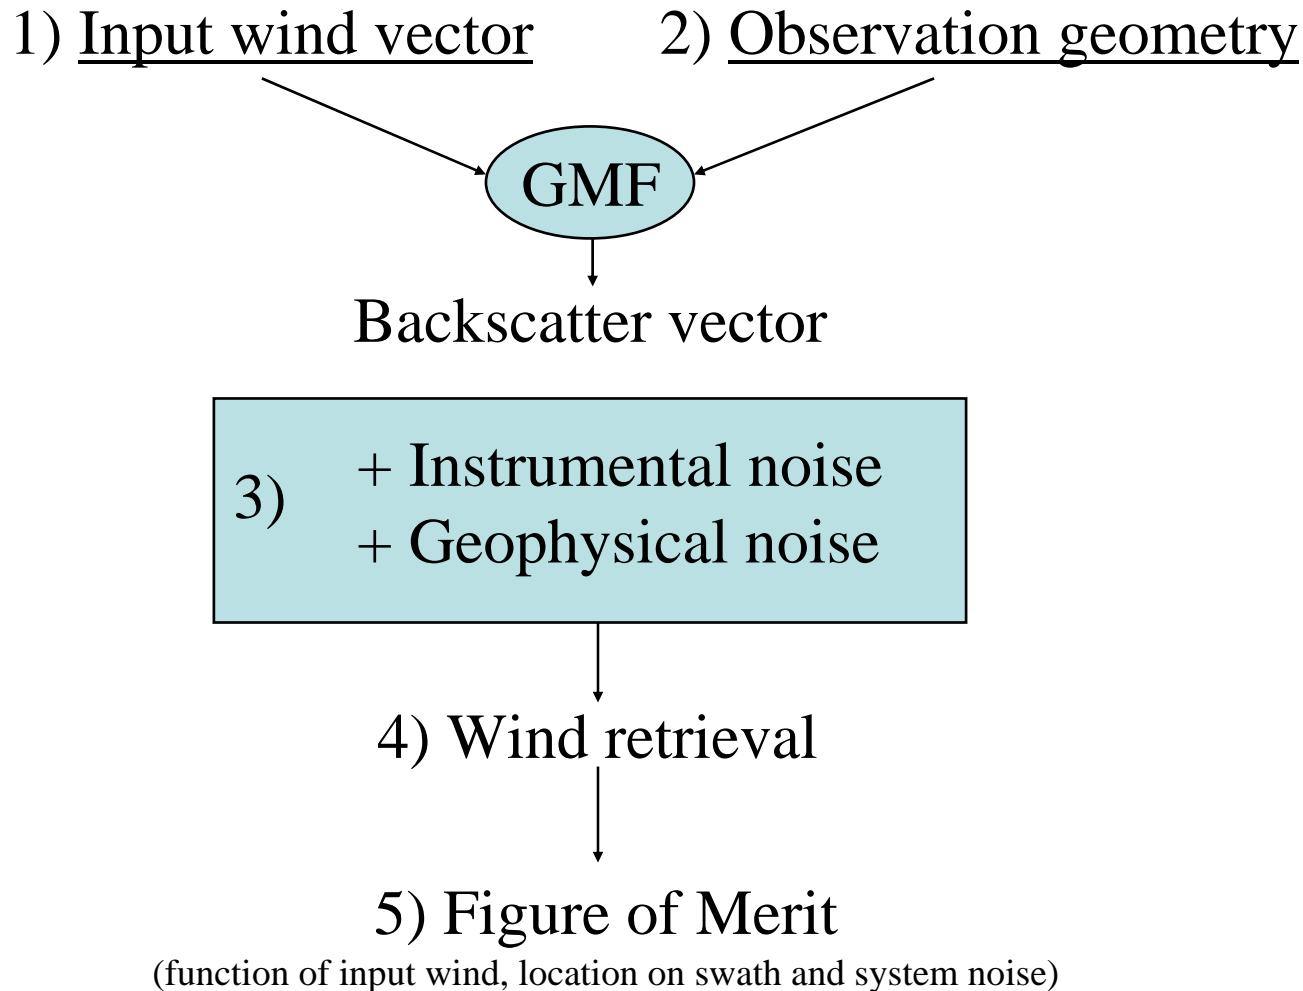 1) Input wind vector
2) Observation geometry
GMF
Backscatter vector
3)
+ Instrumental noise
+ Geophysical noise
4) Wind retrieval
5) Figure of Merit
(function of input wind, location on swath and system noise)